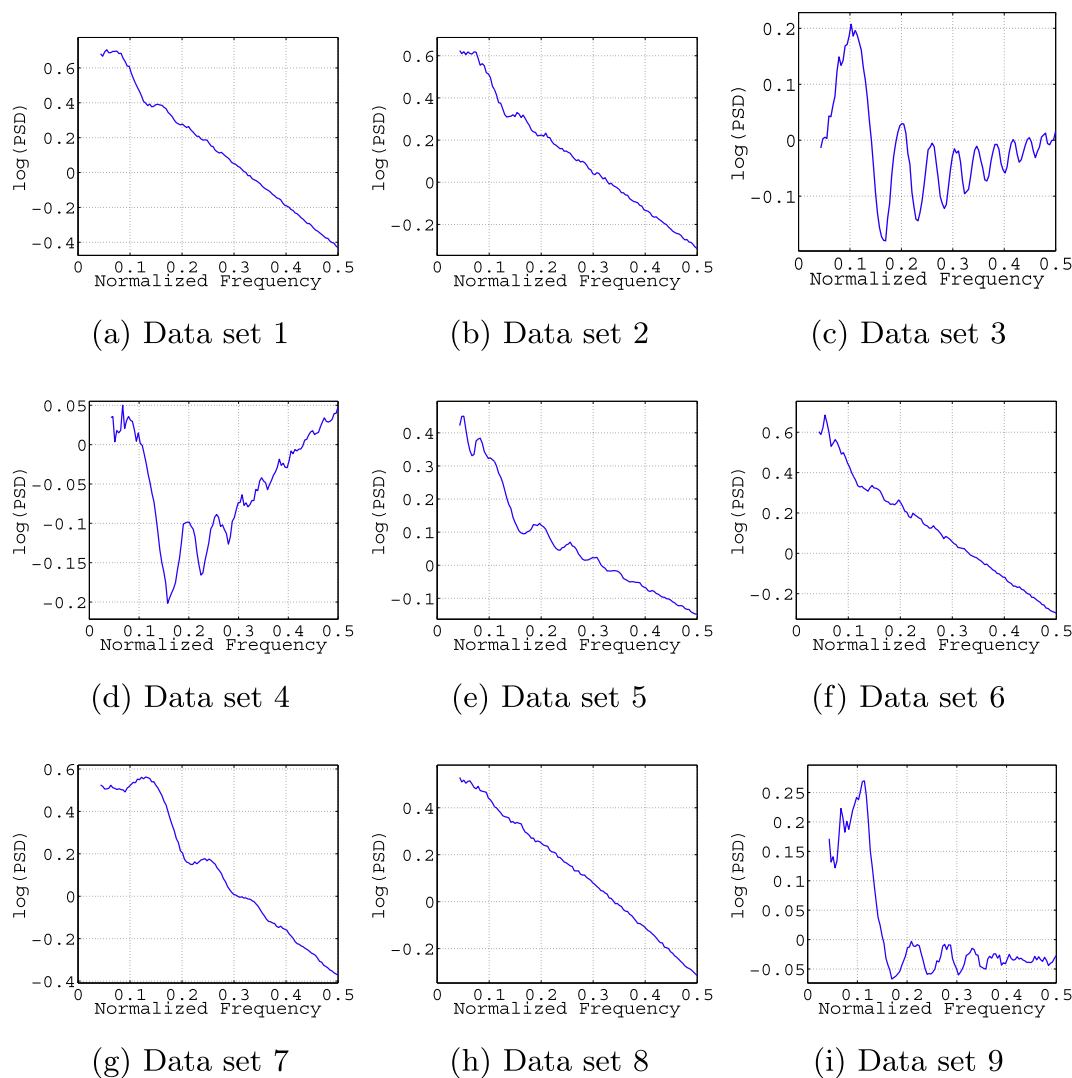 log(PSD)
0.6
0.4
0.2
0
−0.2
−0.4
0 0.1 0.2 0.3 0.4 0.5
Normalized Frequency
(a) Data set 1
log(PSD)
0.6
0.4
0.2
0
−0.2
0 0.1 0.2 0.3 0.4 0.5
Normalized Frequency
(b) Data set 2
log(PSD)
0.2
0.1
0
−0.1
0 0.1 0.2 0.3 0.4 0.5
Normalized Frequency
(c) Data set 3
log(PSD)
0.05
0
−0.05
−0.1
−0.15
−0.2
0 0.1 0.2 0.3 0.4 0.5
Normalized Frequency
(d) Data set 4
log(PSD)
0.4
0.3
0.2
0.1
0
−0.1
0 0.1 0.2 0.3 0.4 0.5
Normalized Frequency
(e) Data set 5
log(PSD)
0.6
0.4
0.2
0
−0.2
0 0.1 0.2 0.3 0.4 0.5
Normalized Frequency
(f) Data set 6
log(PSD)
0.6
0.4
0.2
0
−0.2
−0.4
0 0.1 0.2 0.3 0.4 0.5
Normalized Frequency
(g) Data set 7
log(PSD)
0.4
0.2
0
−0.2
0 0.1 0.2 0.3 0.4 0.5
Normalized Frequency
(h) Data set 8
log(PSD)
0.25
0.2
0.15
0.1
0.05
0
−0.05
0 0.1 0.2 0.3 0.4 0.5
Normalized Frequency
(i) Data set 9